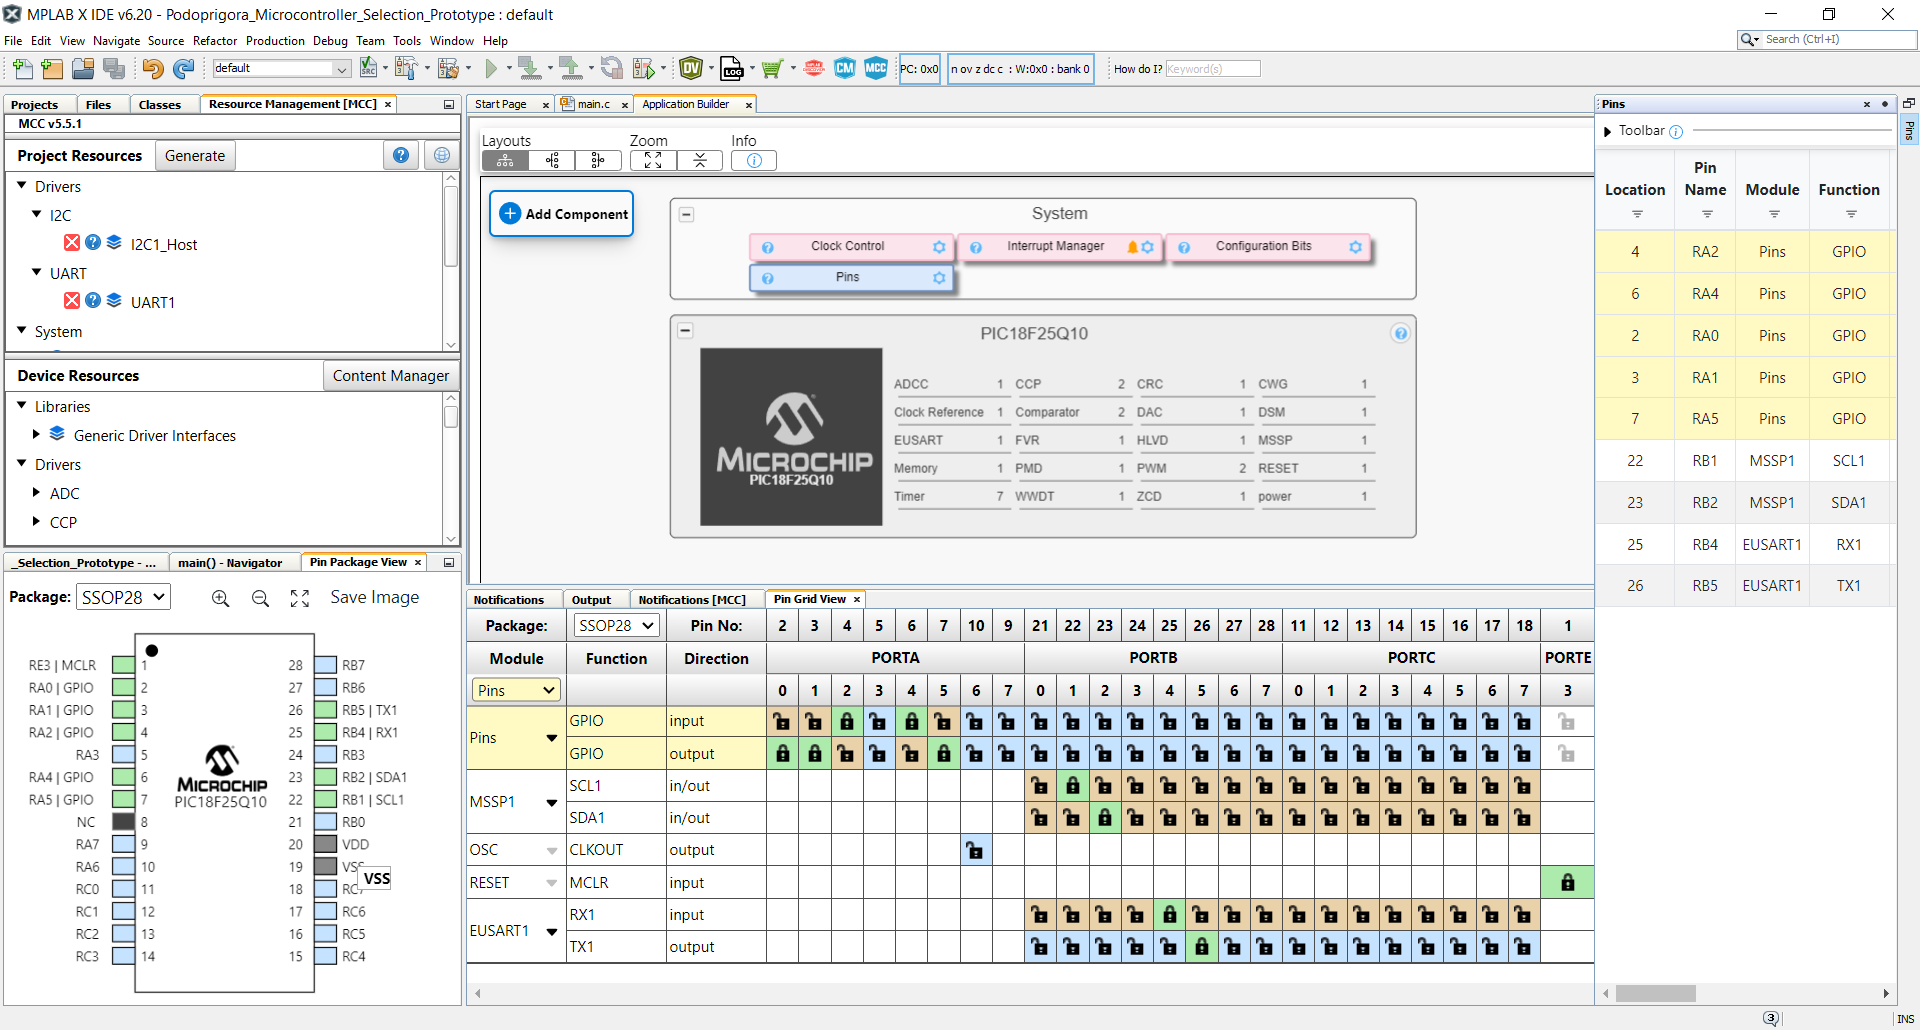 MPLAB X IDE v6.20 - Podoprigora_Microcontroller_Selection_Prototype : default
File Edit View Navigate Source Refactor Production Debug Team Tools Window Help
Search (Ctrl+I)
default
PC: 0x0
n ov z dc c : W:0x0 : bank 0
How do I? Keyword(s)
Projects Files Classes Resource Management [MCC]
MCC v5.5.1
Project Resources Generate
Drivers
I2C
I2C1_Host
UART
UART1
System
Device Resources Content Manager
Libraries
Generic Driver Interfaces
Drivers
ADC
CCP
_Selection_Prototype - ... main() - Navigator Pin Package View
Package: SSOP28 Save Image
RE3 | MCLR 1 28 RB7
RA0 | GPIO 2 27 RB6
RA1 | GPIO 3 26 RB5 | TX1
RA2 | GPIO 4 25 RB4 | RX1
RA3 5 24 RB3
RA4 | GPIO 6 23 RB2 | SDA1
RA5 | GPIO 7 22 RB1 | SCL1
NC 8 21 RB0
RA7 9 20 VDD
RA6 10 19 VSS
RC0 11 18 RC7
RC1 12 17 RC6
RC2 13 16 RC5
RC3 14 15 RC4
VSS
MICROCHIP
PIC18F25Q10
Start Page main.c Application Builder
Layouts Zoom Info
Add Component
System
Clock Control Interrupt Manager Configuration Bits
Pins
PIC18F25Q10
MICROCHIP
PIC18F25Q10
ADCC 1 CCP 2 CRC 1 CWG 1
Clock Reference 1 Comparator 2 DAC 1 DSM 1
EUSART 1 FVR 1 HLVD 1 MSSP 1
Memory 1 PMD 1 PWM 2 RESET 1
Timer 7 WWDT 1 ZCD 1 power 1
Notifications Output Notifications [MCC] Pin Grid View
Package: SSOP28 Pin No: 2 3 4 5 6 7 10 9 21 22 23 24 25 26 27 28 11 12 13 14 15 16 17 18 1
Module Function Direction PORTA PORTB PORTC PORTE
Pins 0 1 2 3 4 5 6 7 0 1 2 3 4 5 6 7 0 1 2 3 4 5 6 7 3
Pins GPIO input
GPIO output
MSSP1 SCL1 in/out
SDA1 in/out
OSC CLKOUT output
RESET MCLR input
EUSART1 RX1 input
TX1 output
Pins
Toolbar
Location Pin Name Module Function
4 RA2 Pins GPIO
6 RA4 Pins GPIO
2 RA0 Pins GPIO
3 RA1 Pins GPIO
7 RA5 Pins GPIO
22 RB1 MSSP1 SCL1
23 RB2 MSSP1 SDA1
25 RB4 EUSART1 RX1
26 RB5 EUSART1 TX1
Pins
3 INS